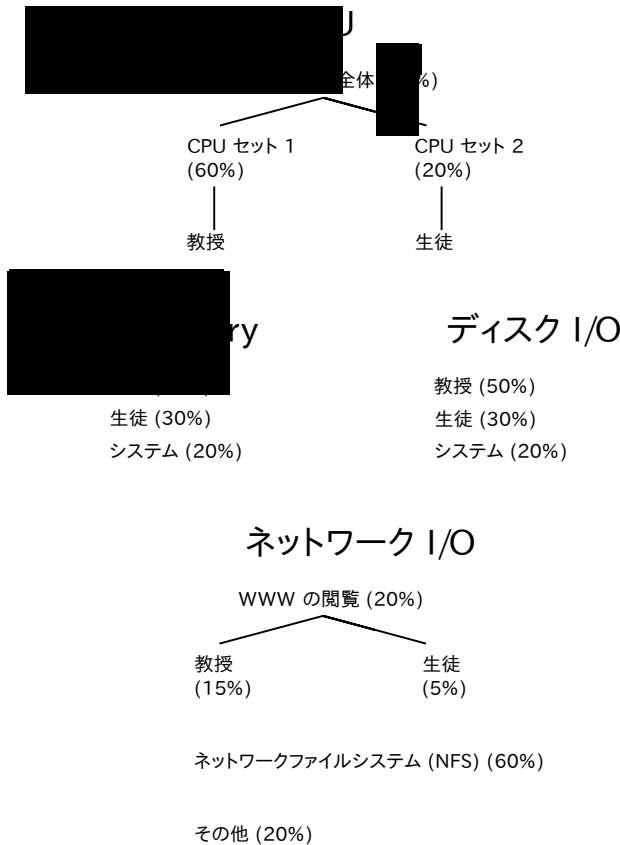 全体 %)
CPU セット 1
(60%)
CPU セット 2
(20%)
教授
生徒
ry
ディスク I/O
生徒 (30%)
システム (20%)
教授 (50%)
生徒 (30%)
システム (20%)
ネットワーク I/O
WWW の閲覧 (20%)
教授
(15%)
生徒
(5%)
ネットワークファイルシステム (NFS) (60%)
その他 (20%)